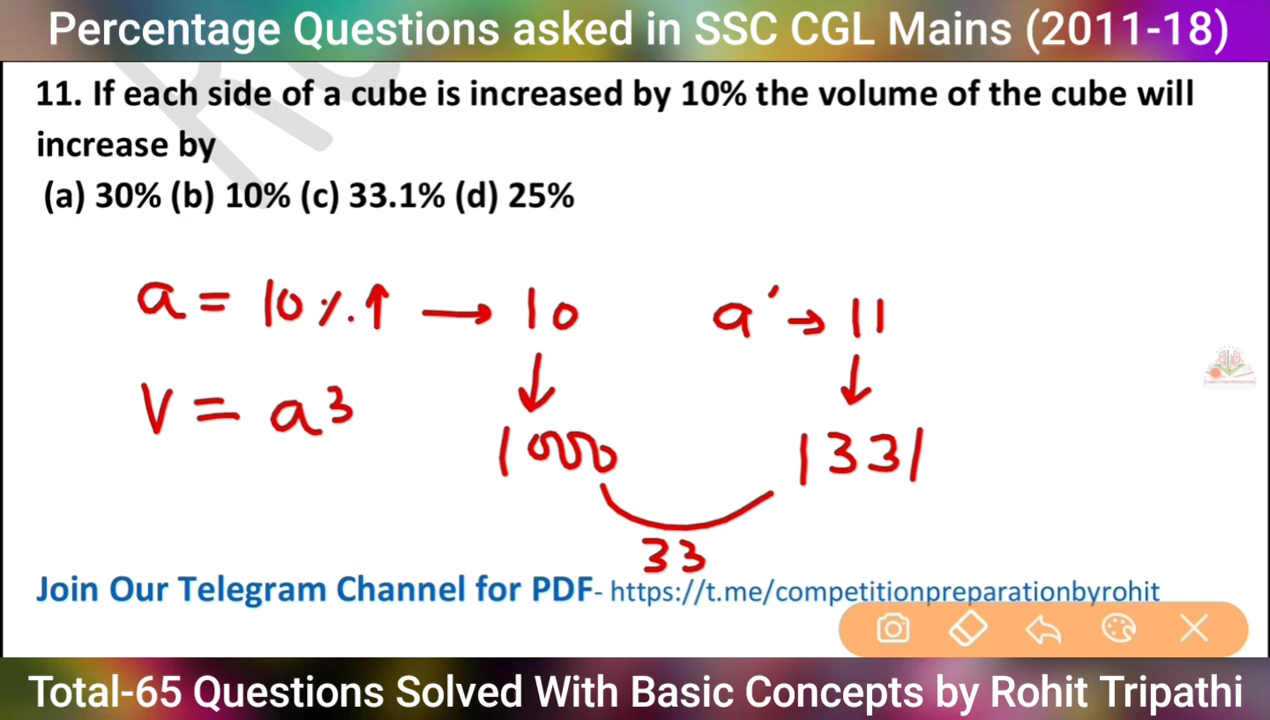 Percentage Questions asked in SSC CGL Mains (2011-18)
11. If each side of a cube is increased by 10% the volume of the cube will
increase by
(a) 30% (b) 10% (c) 33.1% (d) 25%
a = 10%↑ → 10 a′ → 11
↓ ↓
V = a³
1000 1331
33
Join Our Telegram Channel for PDF- https://t.me/competitionpreparationbyrohit
Total-65 Questions Solved With Basic Concepts by Rohit Tripathi